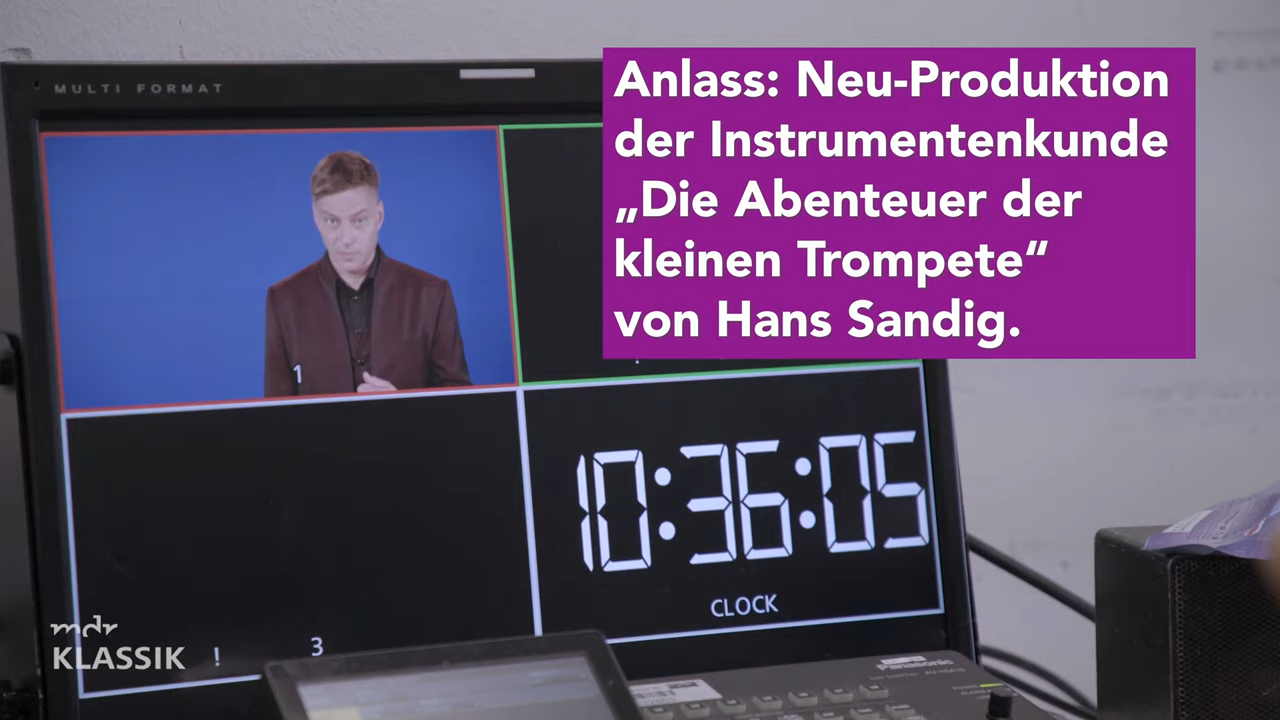 MULTI FORMAT
Anlass: Neu-Produktion
der Instrumentenkunde
„Die Abenteuer der
kleinen Trompete“
von Hans Sandig.
1
10:36:05
CLOCK
mdr
KLASSIK
!
3
Panasonic